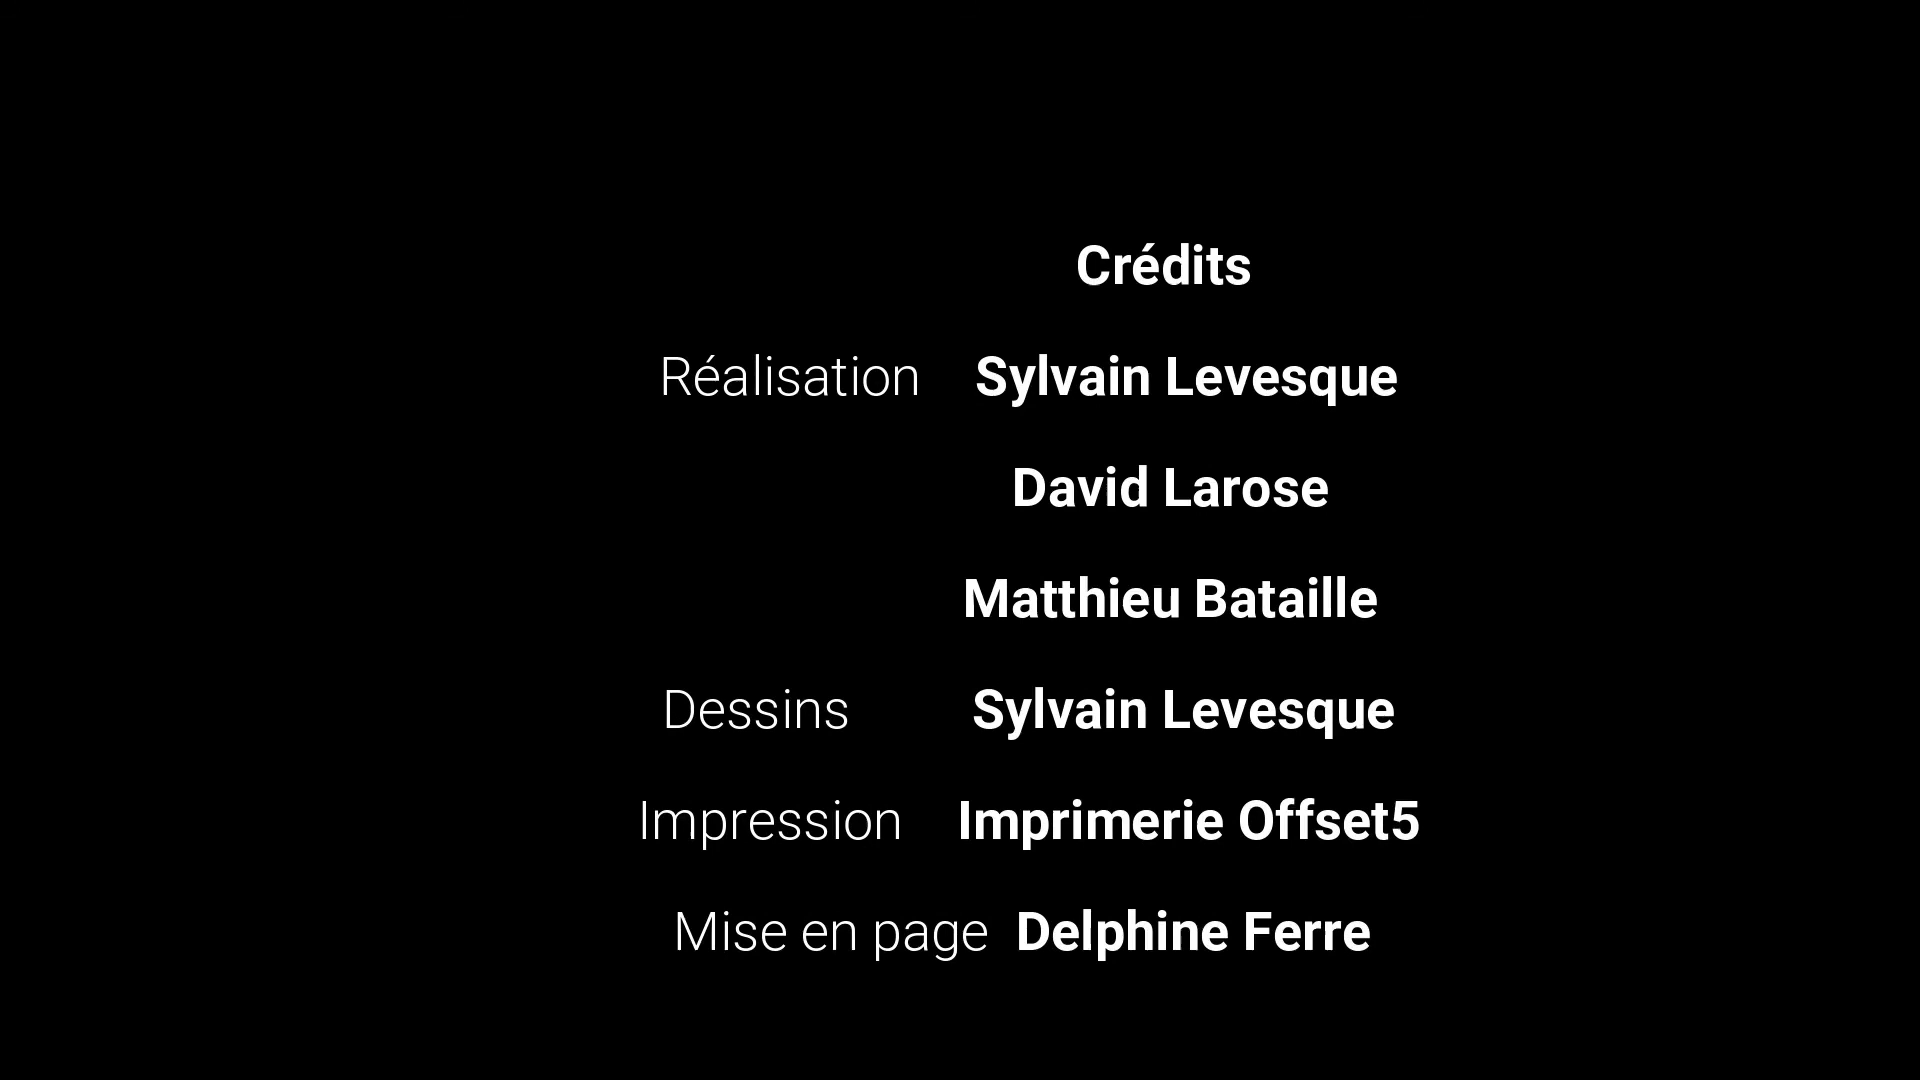 Crédits
Réalisation Sylvain Levesque
David Larose
Matthieu Bataille
Dessins Sylvain Levesque
Impression Imprimerie Offset5
Mise en page Delphine Ferre